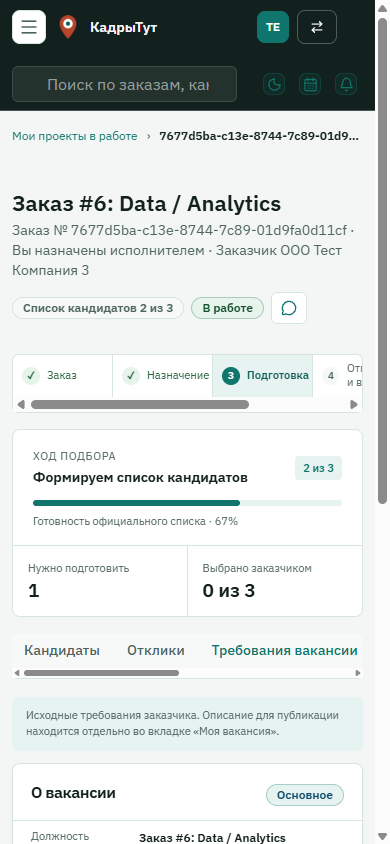 КадрыТут
TE
Поиск по заказам, кан
Мои проекты в работе › 7677d5ba-c13e-8744-7c89-01d9...
Заказ #6: Data / Analytics
Заказ № 7677d5ba-c13e-8744-7c89-01d9fa0d11cf ·
Вы назначены исполнителем · Заказчик ООО Тест
Компания 3
Список кандидатов 2 из 3
В работе
Заказ
Назначение
3 Подготовка
4
и в
ХОД ПОДБОРА
Формируем список кандидатов
2 из 3
Готовность официального списка · 67%
Нужно подготовить
1
Выбрано заказчиком
0 из 3
Кандидаты
Отклики
Требования вакансии
Исходные требования заказчика. Описание для публикации
находится отдельно во вкладке «Моя вакансия».
О вакансии
Основное
Должность
Заказ #6: Data / Analytics